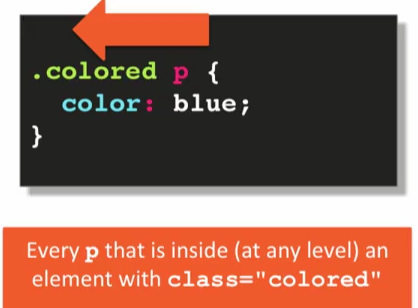 .colored p {
color: blue;
}
Every p that is inside (at any level) an
element with class="colored"